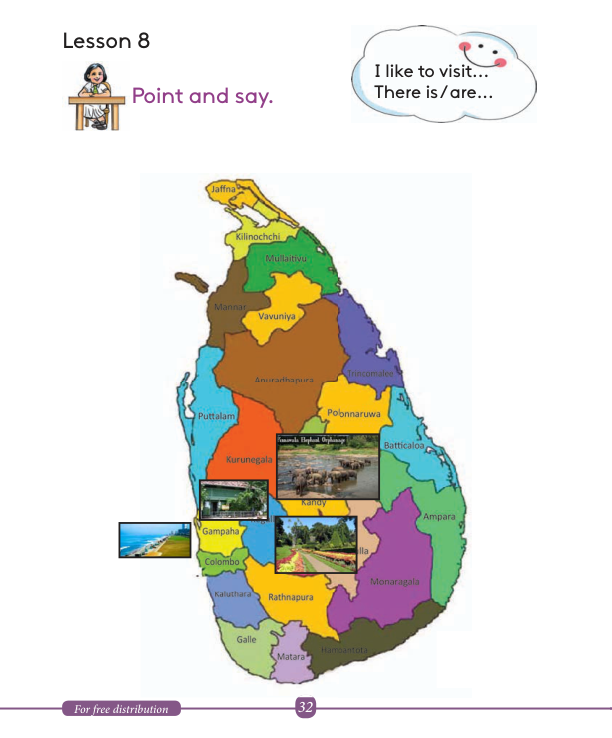 Lesson 8
Point and say.
I like to visit...
There is/are...
Jaffna
Kilinochchi
Mullaitivu
Mannar
Vavuniya
Anuradhapura
Trincomalee
Puttalam
Polonnaruwa
Batticaloa
Pinnawala Elephant Orphanage
Kurunegala
Kandy
Ampara
Gampaha
lla
Colombo
Monaragala
Kaluthara
Rathnapura
Galle
Matara
Hambantota
For free distribution
32